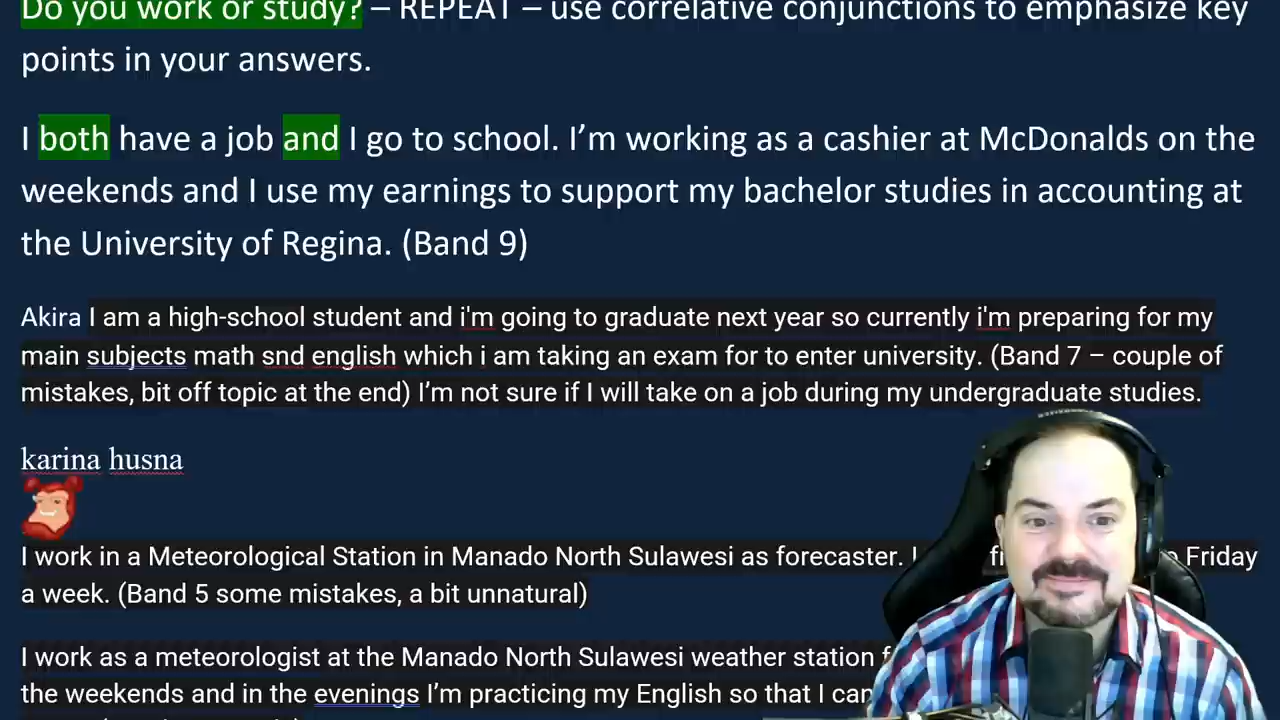 Do you work or study? – REPEAT – use correlative conjunctions to emphasize key
points in your answers.
I both have a job and I go to school. I’m working as a cashier at McDonalds on the
weekends and I use my earnings to support my bachelor studies in accounting at
the University of Regina. (Band 9)
Akira I am a high-school student and i'm going to graduate next year so currently i'm preparing for my
main subjects math snd english which i am taking an exam for to enter university. (Band 7 – couple of
mistakes, bit off topic at the end) I’m not sure if I will take on a job during my undergraduate studies.
karina husna
I work in a Meteorological Station in Manado North Sulawesi as forecaster. I Friday
a week. (Band 5 some mistakes, a bit unnatural)
I work as a meteorologist at the Manado North Sulawesi weather station
the weekends and in the evenings I’m practicing my English so that I can